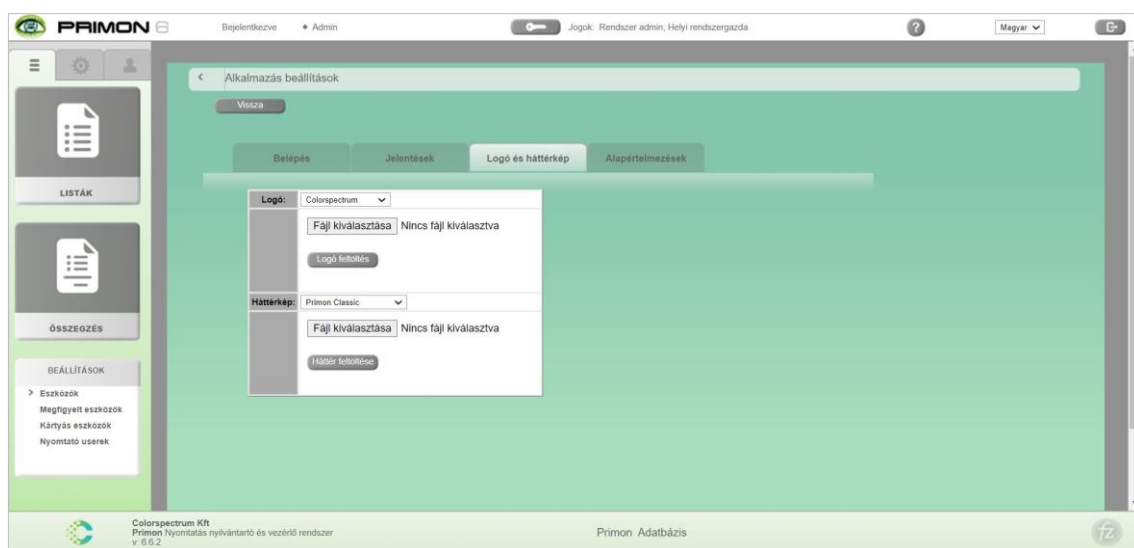 PRIMON 6
Bejelentkezve Admin
Jogok: Rendszer admin, Helyi rendszergazda
?
Magyar
Alkalmazás beállítások
Vissza
Belépés
Jelentések
Logó és háttérkép
Alapértelmezések
LISTÁK
Logó: Colorspectrum
Fájl kiválasztása Nincs fájl kiválasztva
Logó feltöltés
Háttérkép: Primon Classic
Fájl kiválasztása Nincs fájl kiválasztva
Háttér feltöltése
ÖSSZEGZÉS
BEÁLLÍTÁSOK
> Eszközök
Megfigyelt eszközök
Kártyás eszközök
Nyomtató userek
Colorspectrum Kft
Primon Nyomtatás nyilvántartó és vezérlő rendszer
v: 6.6.2
Primon Adatbázis
fz